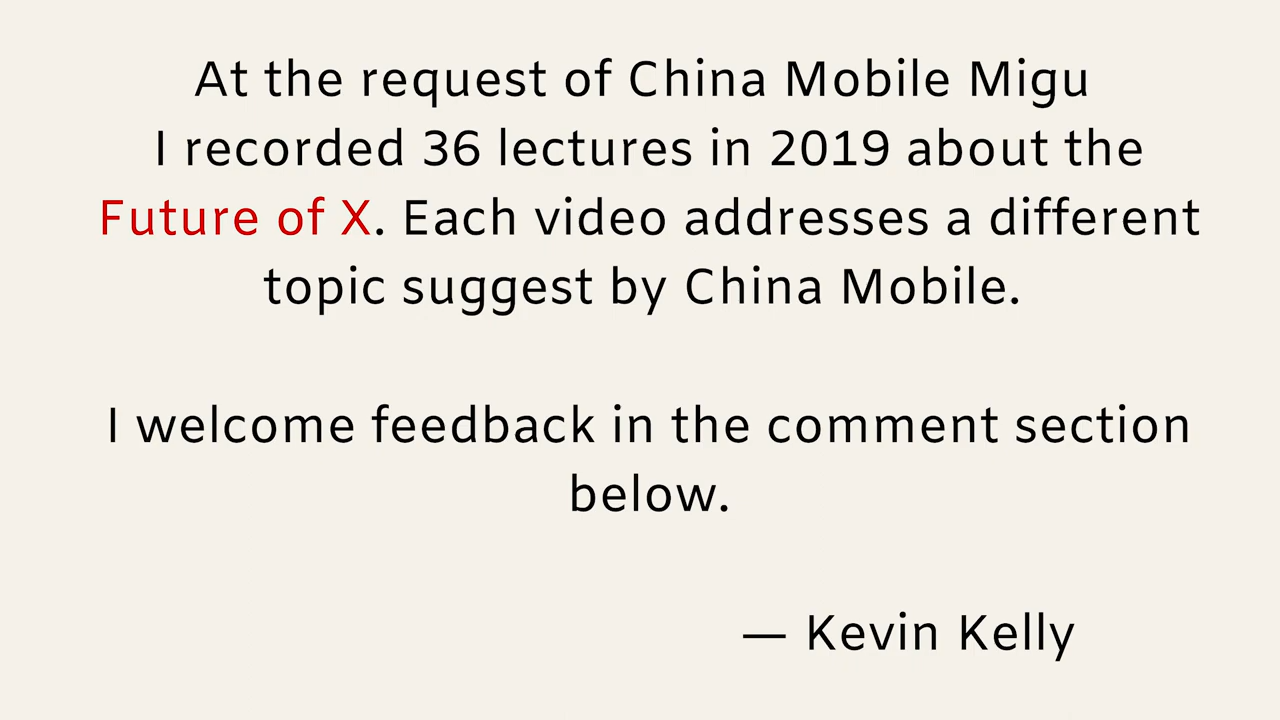 At the request of China Mobile Migu
I recorded 36 lectures in 2019 about the
Future of X. Each video addresses a different
topic suggest by China Mobile.
I welcome feedback in the comment section
below.
— Kevin Kelly